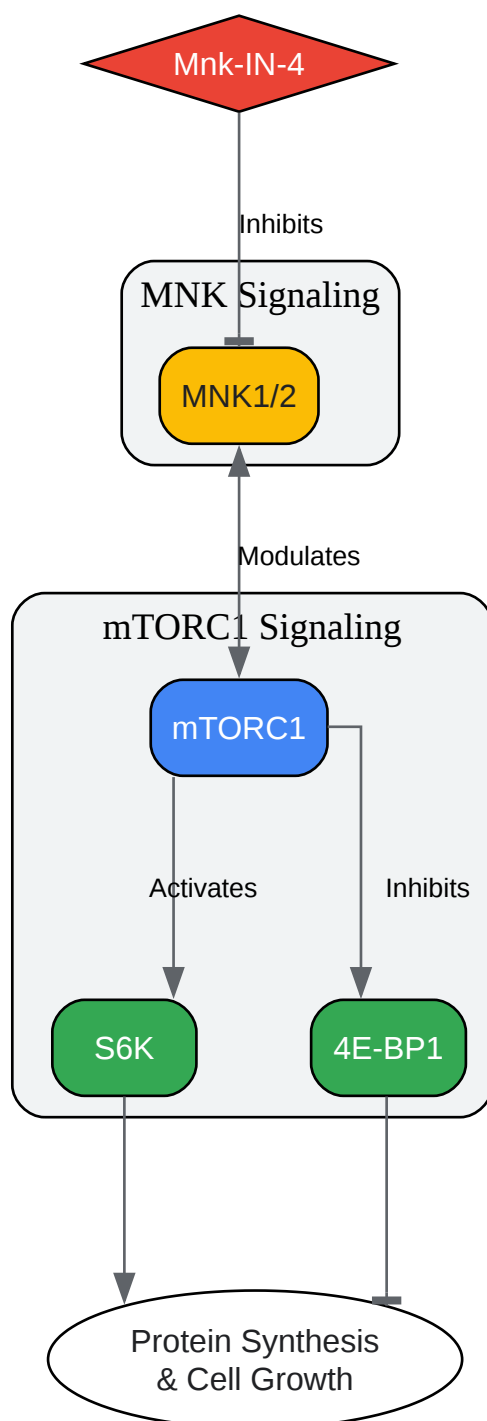 Mnk-IN-4
Inhibits
MNK Signaling
MNK1/2
Modulates
mTORC1 Signaling
mTORC1
Activates
Inhibits
S6K
4E-BP1
Protein Synthesis
& Cell Growth